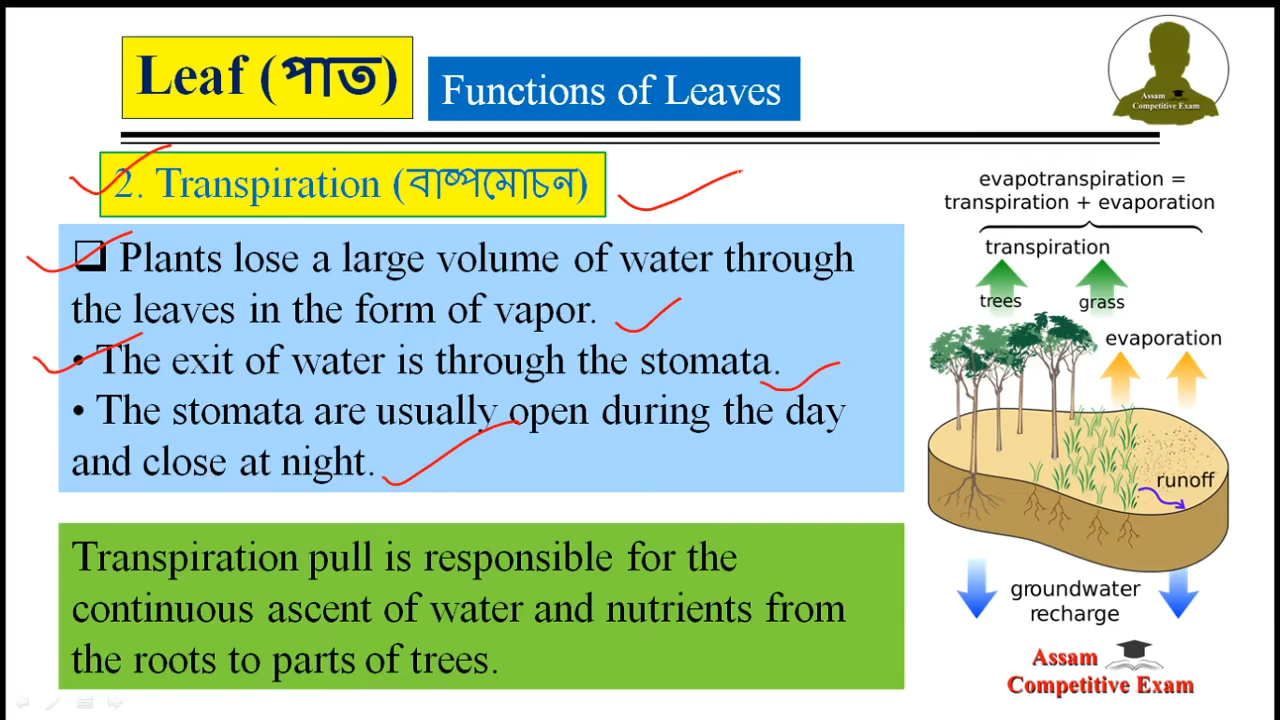 Leaf (পাত)
Functions of Leaves
Assam
Competitive Exam
2. Transpiration (বাষ্পমোচন)
❑ Plants lose a large volume of water through
the leaves in the form of vapor.
• The exit of water is through the stomata.
• The stomata are usually open during the day
and close at night.
Transpiration pull is responsible for the
continuous ascent of water and nutrients from
the roots to parts of trees.
evapotranspiration =
transpiration + evaporation
transpiration
trees
grass
evaporation
runoff
groundwater
recharge
Assam
Competitive Exam